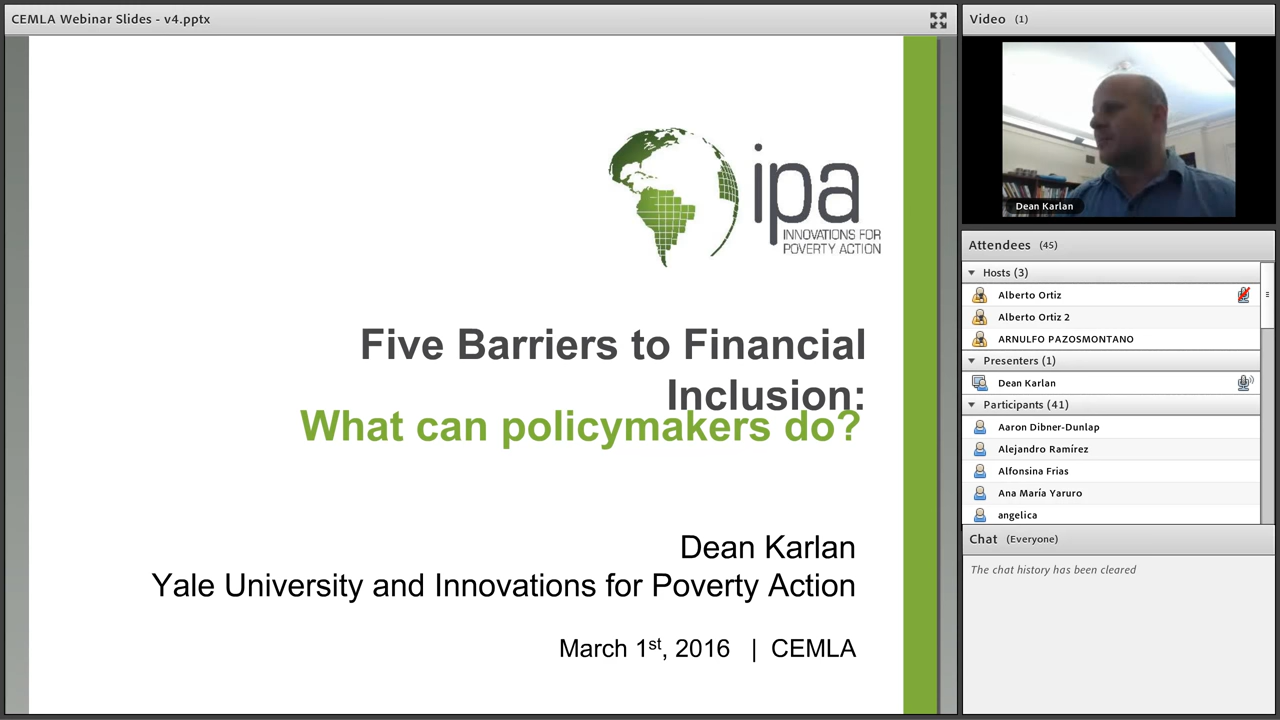 CEMLA Webinar Slides - v4.pptx
ipa
INNOVATIONS FOR
POVERTY ACTION
Five Barriers to Financial
Inclusion:
What can policymakers do?
Dean Karlan
Yale University and Innovations for Poverty Action
March 1st, 2016 | CEMLA
Video (1)
Dean Karlan
Attendees (45)
Hosts (3)
Alberto Ortiz
Alberto Ortiz 2
ARNULFO PAZOSMONTANO
Presenters (1)
Dean Karlan
Participants (41)
Aaron Dibner-Dunlap
Alejandro Ramírez
Alfonsina Frias
Ana María Yaruro
angelica
Chat (Everyone)
The chat history has been cleared